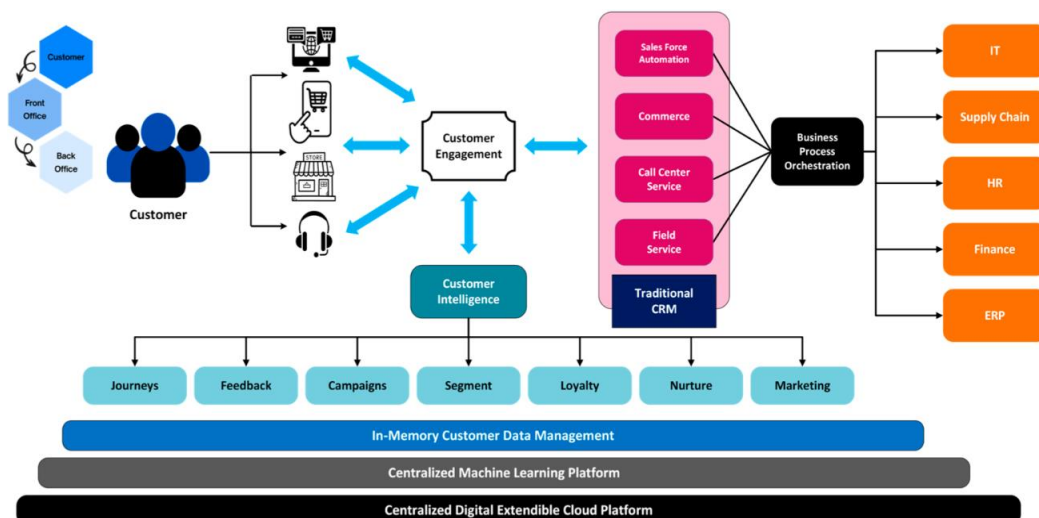 Customer
Front
Office
Back
Office
Customer
STORE
Customer
Engagement
Customer
Intelligence
Sales Force
Automation
Commerce
Call Center
Service
Field
Service
Traditional
CRM
Business
Process
Orchestration
IT
Supply Chain
HR
Finance
ERP
Journeys
Feedback
Campaigns
Segment
Loyalty
Nurture
Marketing
In-Memory Customer Data Management
Centralized Machine Learning Platform
Centralized Digital Extendible Cloud Platform